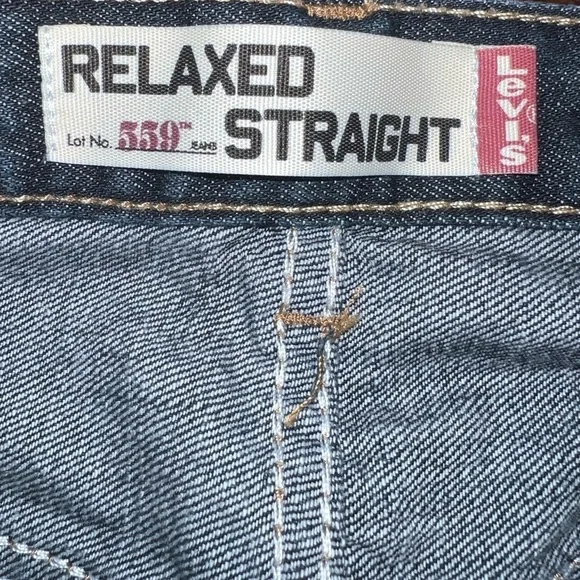 RELAXED
Lot No. 559™ JEANS STRAIGHT
Levi's®